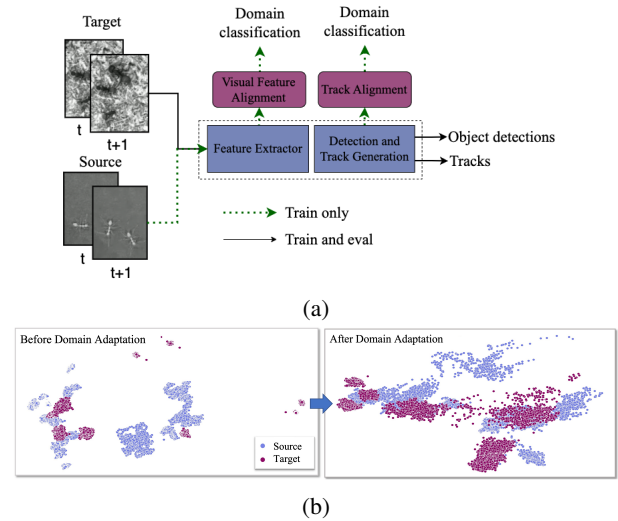 Target
Domain
classification
Domain
classification
Visual Feature
Alignment
Track Alignment
t
t+1
Source
Feature Extractor
Detection and
Track Generation
Object detections
Tracks
t
t+1
Train only
Train and eval
(a)
Before Domain Adaptation
After Domain Adaptation
Source
Target
(b)